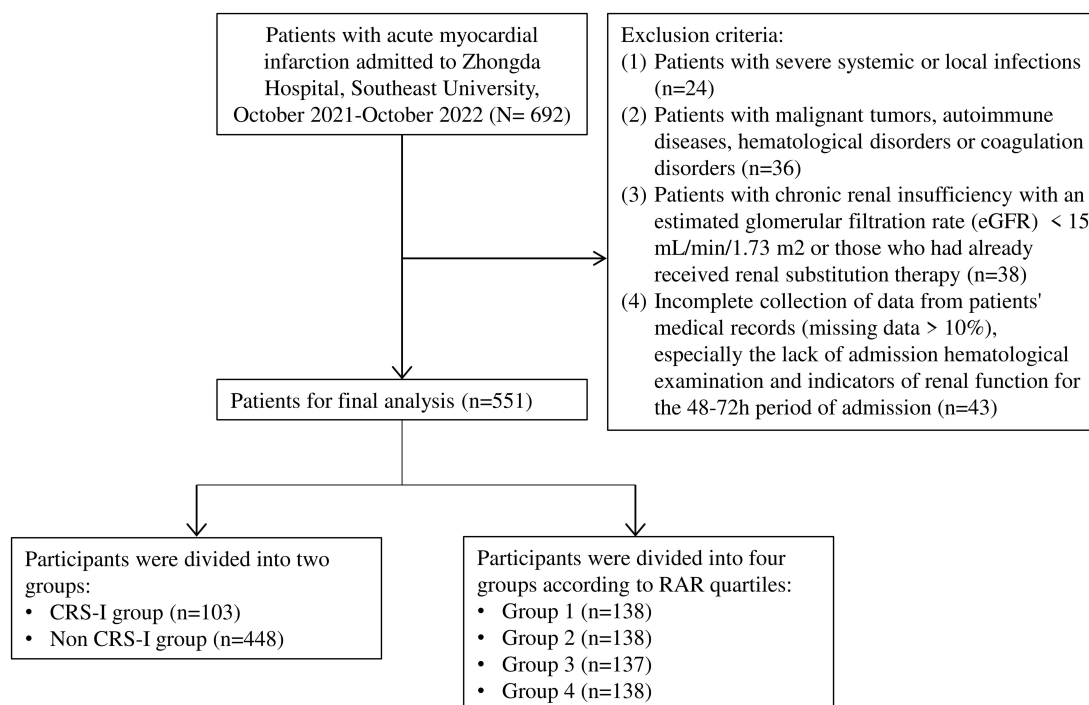 Patients with acute myocardial
infarction admitted to Zhongda
Hospital, Southeast University,
October 2021-October 2022 (N= 692)
Exclusion criteria:
(1) Patients with severe systemic or local infections
(n=24)
(2) Patients with malignant tumors, autoimmune
diseases, hematological disorders or coagulation
disorders (n=36)
(3) Patients with chronic renal insufficiency with an
estimated glomerular filtration rate (eGFR) < 15
mL/min/1.73 m2 or those who had already
received renal substitution therapy (n=38)
(4) Incomplete collection of data from patients'
medical records (missing data > 10%),
especially the lack of admission hematological
examination and indicators of renal function for
the 48-72h period of admission (n=43)
Patients for final analysis (n=551)
Participants were divided into two
groups:
• CRS-I group (n=103)
• Non CRS-I group (n=448)
Participants were divided into four
groups according to RAR quartiles:
• Group 1 (n=138)
• Group 2 (n=138)
• Group 3 (n=137)
• Group 4 (n=138)